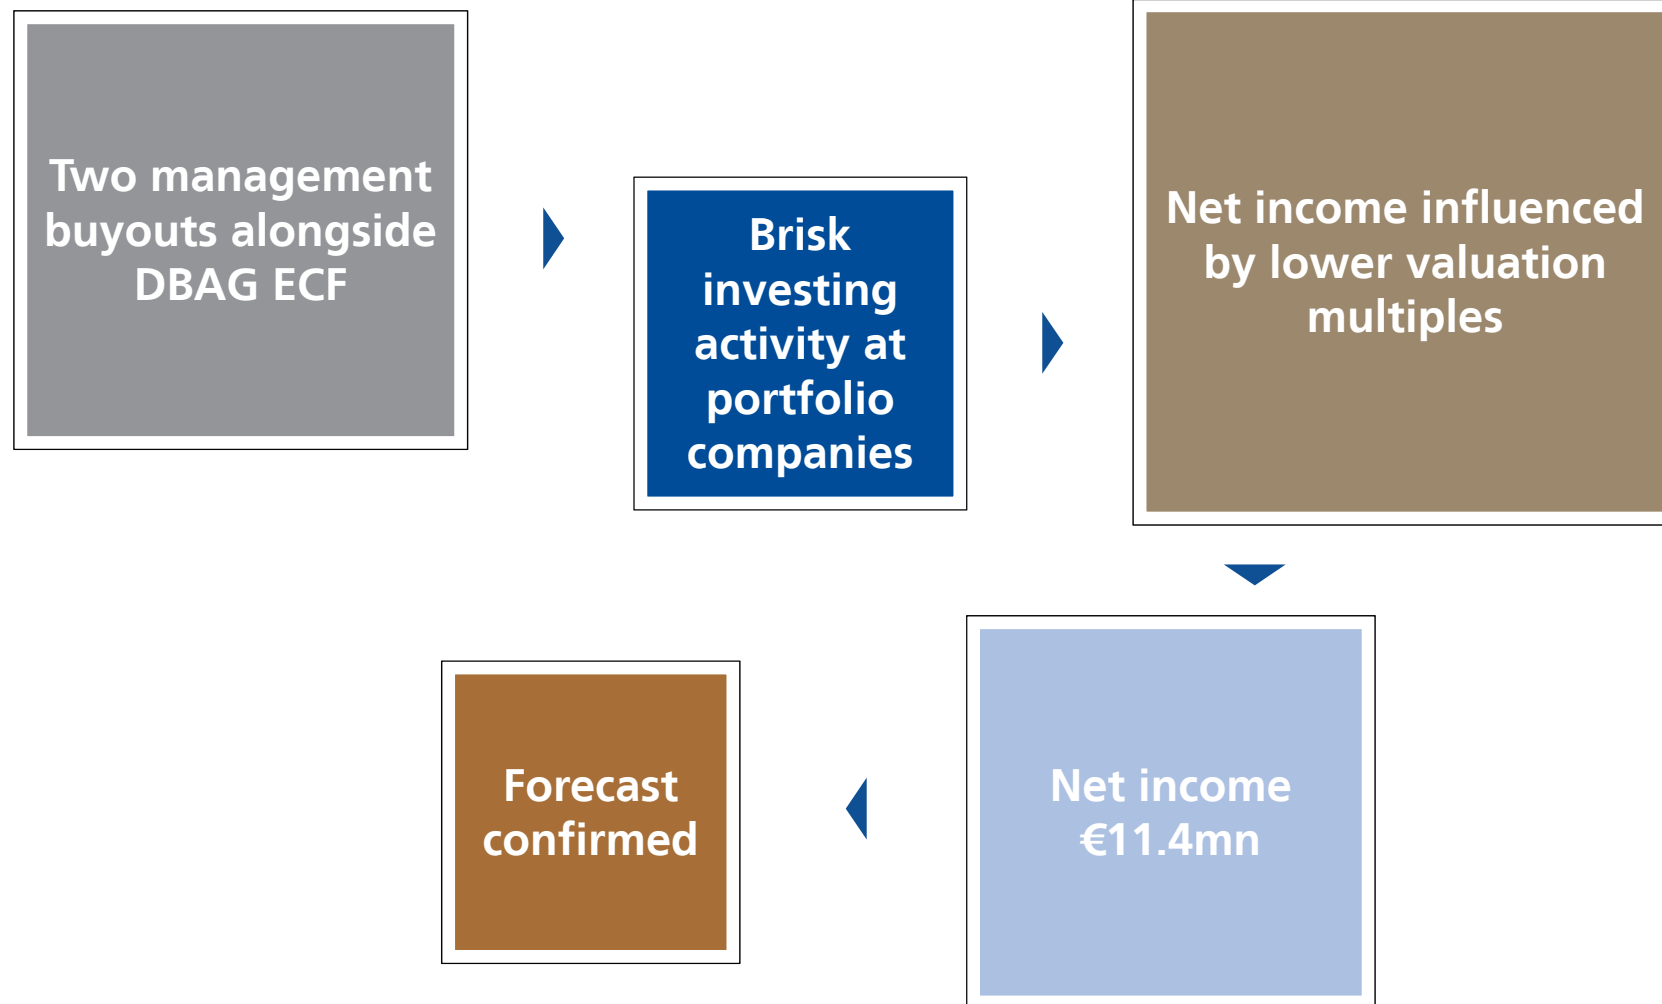 Two management
buyouts alongside
DBAG ECF
Brisk
investing
activity at
portfolio
companies
Net income influenced
by lower valuation
multiples
Net income
€11.4mn
Forecast
confirmed